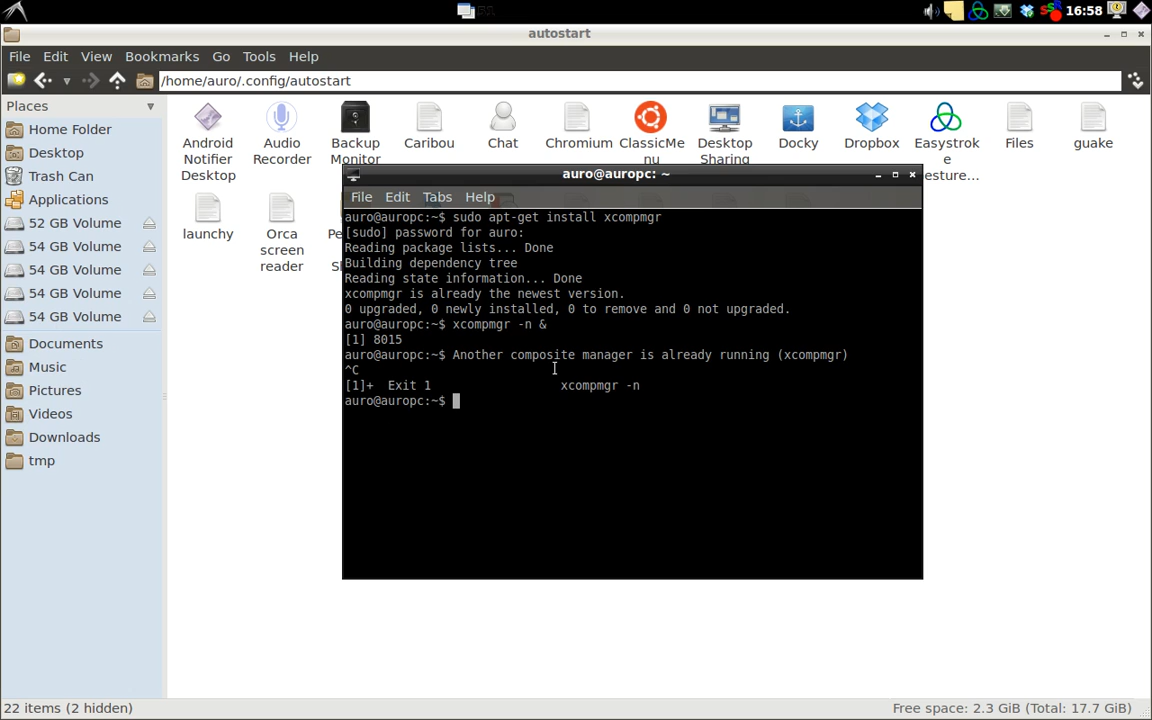 16:58
autostart
File Edit View Bookmarks Go Tools Help
/home/auro/.config/autostart
Places
Home Folder
Desktop
Trash Can
Applications
52 GB Volume
54 GB Volume
54 GB Volume
54 GB Volume
54 GB Volume
Documents
Music
Pictures
Videos
Downloads
tmp
Android
Notifier
Desktop
Audio
Recorder
Backup
Monitor
Caribou
Chat
Chromium
ClassicMe
nu
Desktop
Sharing
Docky
Dropbox
Easystrok
e
esture...
Files
guake
launchy
Orca
screen
reader
auro@auropc: ~
File Edit Tabs Help
auro@auropc:~$ sudo apt-get install xcompmgr
[sudo] password for auro:
Reading package lists... Done
Building dependency tree
Reading state information... Done
xcompmgr is already the newest version.
0 upgraded, 0 newly installed, 0 to remove and 0 not upgraded.
auro@auropc:~$ xcompmgr -n &
[1] 8015
auro@auropc:~$ Another composite manager is already running (xcompmgr)
^C
[1]+  Exit 1                  xcompmgr -n
auro@auropc:~$
22 items (2 hidden)
Free space: 2.3 GiB (Total: 17.7 GiB)